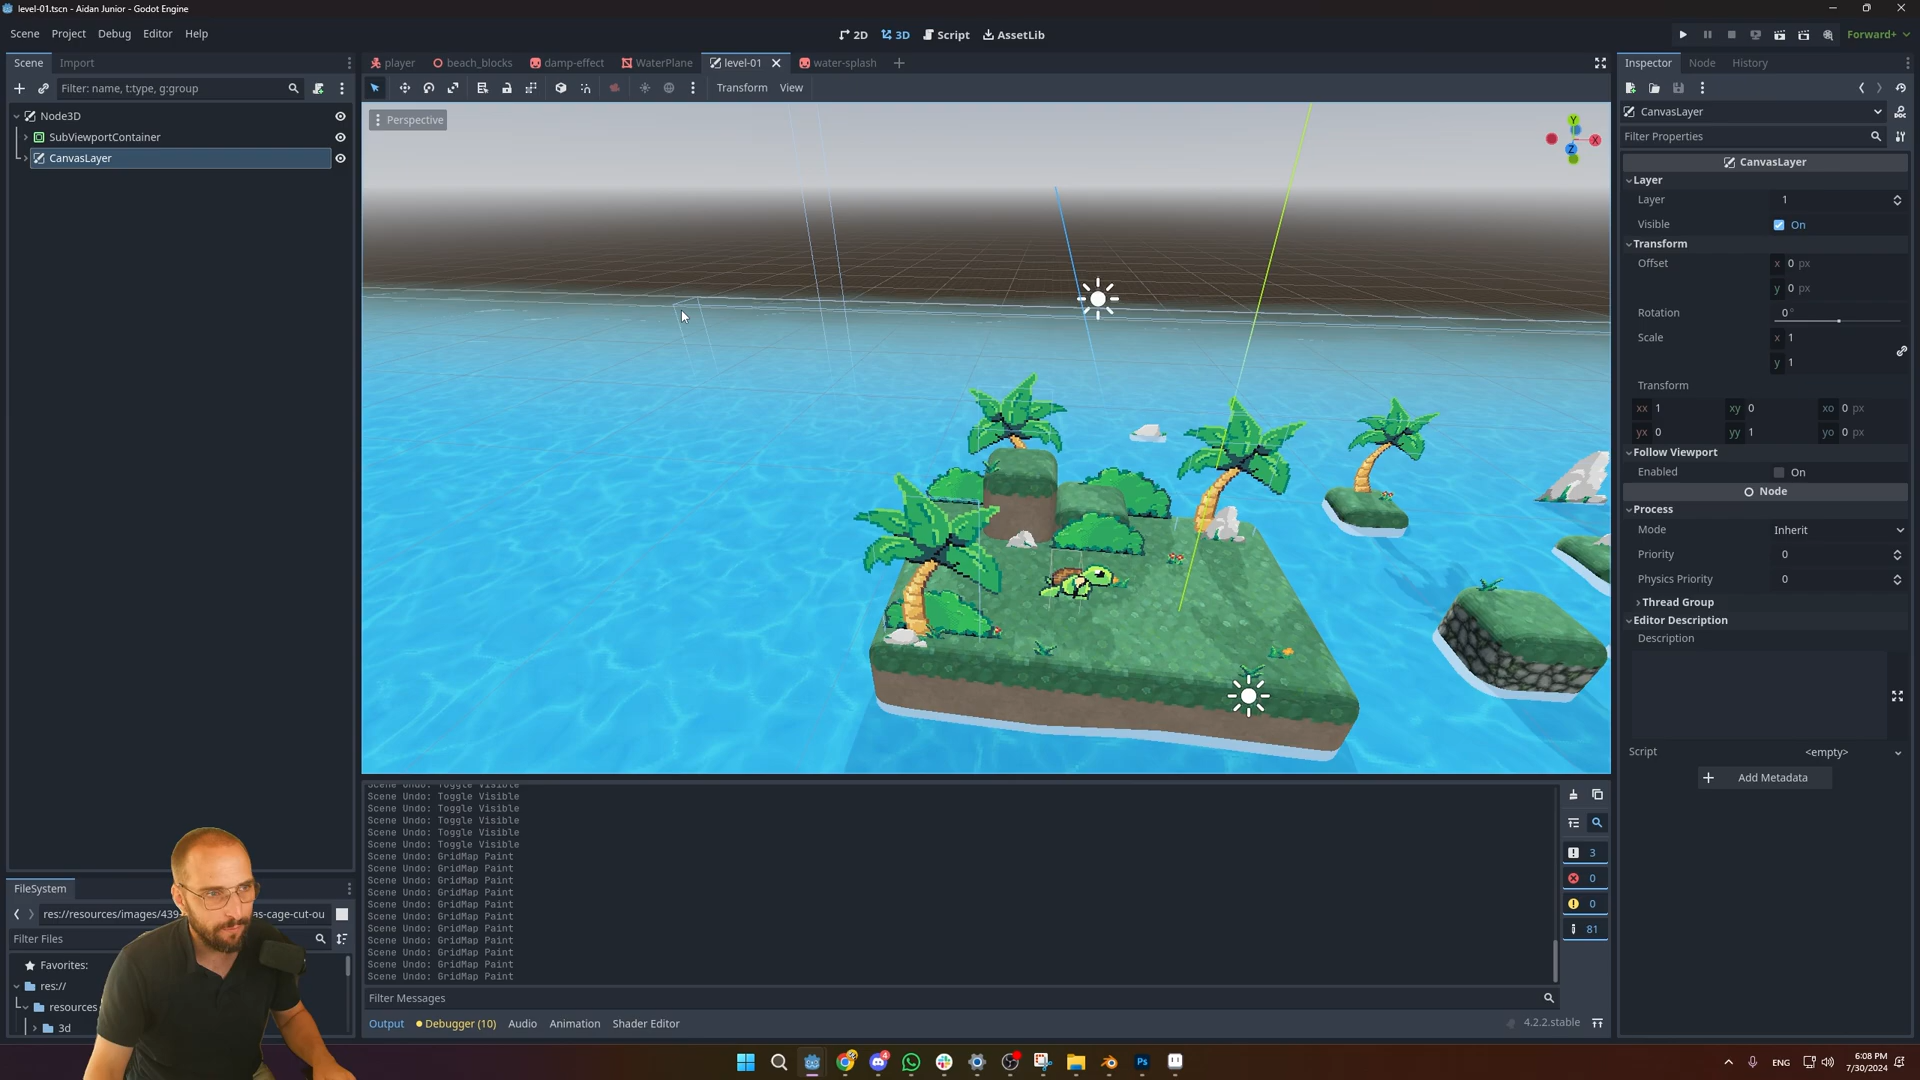 level-01.tscn - Aidan Junior - Godot Engine
Scene Project Debug Editor Help
2D 3D Script AssetLib
Forward+
Scene Import
player beach_blocks damp-effect WaterPlane level-01 water-splash
Inspector Node History
Filter: name, t:type, g:group
Transform View
Node3D
SubViewportContainer
CanvasLayer
Perspective
Y
X
Z
CanvasLayer
Filter Properties
CanvasLayer
Layer
Layer 1
Visible On
Transform
Offset x 0 px
y 0 px
Rotation 0 °
Scale x 1
y 1
Transform
xx 1 xy 0 xo 0 px
yx 0 yy 1 yo 0 px
Follow Viewport
Enabled On
Node
Process
Mode Inherit
Priority 0
Physics Priority 0
Thread Group
Editor Description
Description
Script <empty>
Add Metadata
Scene Undo: Toggle Visible
Scene Undo: Toggle Visible
Scene Undo: Toggle Visible
Scene Undo: Toggle Visible
Scene Undo: Toggle Visible
Scene Undo: Toggle Visible
Scene Undo: GridMap Paint
Scene Undo: GridMap Paint
Scene Undo: GridMap Paint
Scene Undo: GridMap Paint
Scene Undo: GridMap Paint
Scene Undo: GridMap Paint
Scene Undo: GridMap Paint
Scene Undo: GridMap Paint
Scene Undo: GridMap Paint
Scene Undo: GridMap Paint
Scene Undo: GridMap Paint
3
0
0
81
Filter Messages
Output Debugger (10) Audio Animation Shader Editor
4.2.2.stable
FileSystem
res://resources/images/439- as-cage-cut-ou
Filter Files
Favorites:
res://
resources
3d
4
Ps
ENG
6:08 PM
7/30/2024